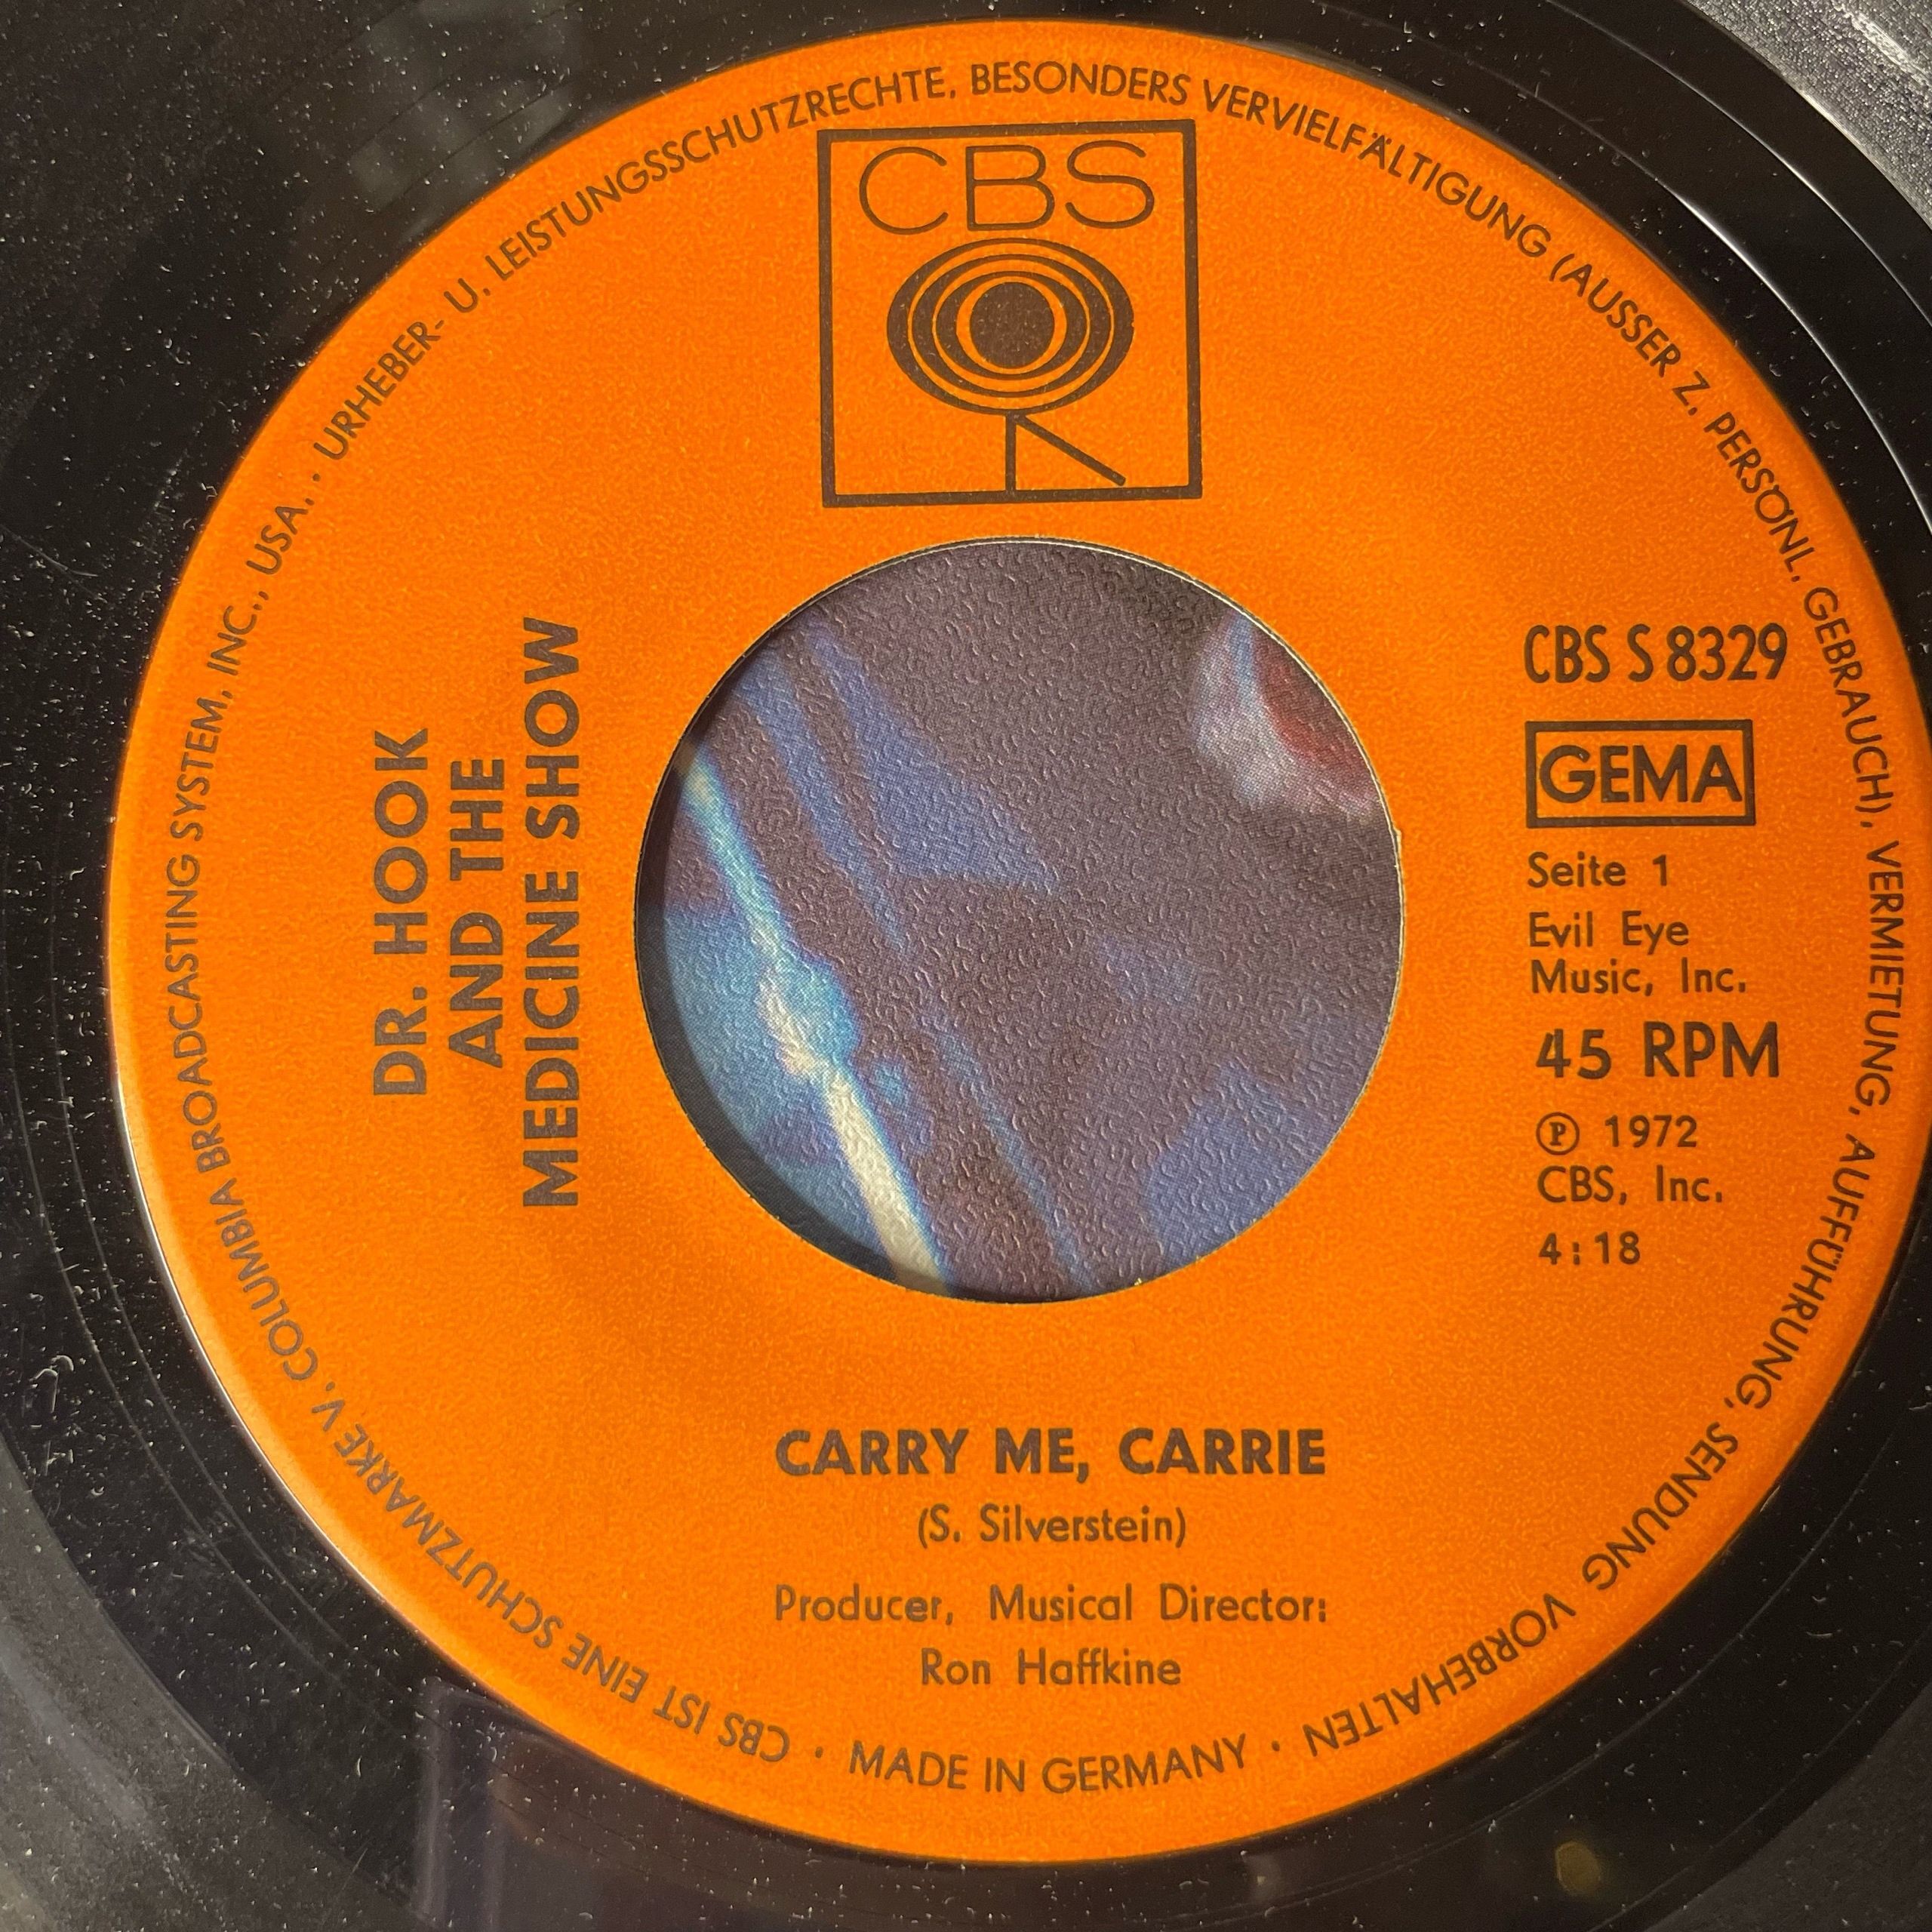 CBS
DR. HOOK
AND THE
MEDICINE SHOW
CBS S 8329
GEMA
Seite 1
Evil Eye
Music, Inc.
45 RPM
Ⓟ 1972
CBS, Inc.
4:18
CARRY ME, CARRIE
(S. Silverstein)
Producer, Musical Director:
Ron Haffkine
CBS IST EINE SCHUTZMARKE V. COLUMBIA BROADCASTING SYSTEM, INC., USA. · URHEBER- U. LEISTUNGSSCHUTZRECHTE, BESONDERS VERVIELFÄLTIGUNG (AUSSER Z. PERSÖNL. GEBRAUCH), VERMIETUNG, AUFFÜHRUNG, SENDUNG VORBEHALTEN · MADE IN GERMANY ·